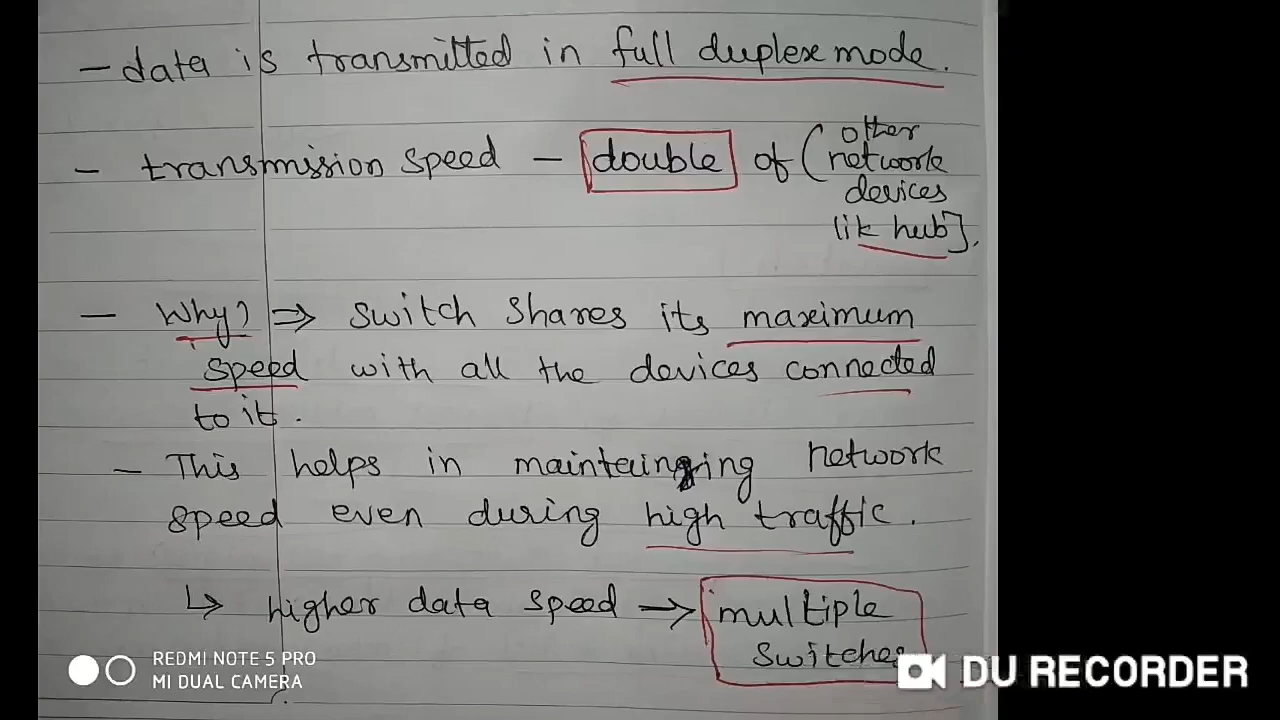 - data is transmitted in full duplex mode.
- transmission speed - double of (other
network
devices
lik hub].
- Why? ⇒ Switch shares its maximum
speed with all the devices connected
to it.
- This helps in maintaining network
speed even during high traffic.
↳ Higher data speed → multiple
Switches
REDMI NOTE 5 PRO
MI DUAL CAMERA
DU RECORDER